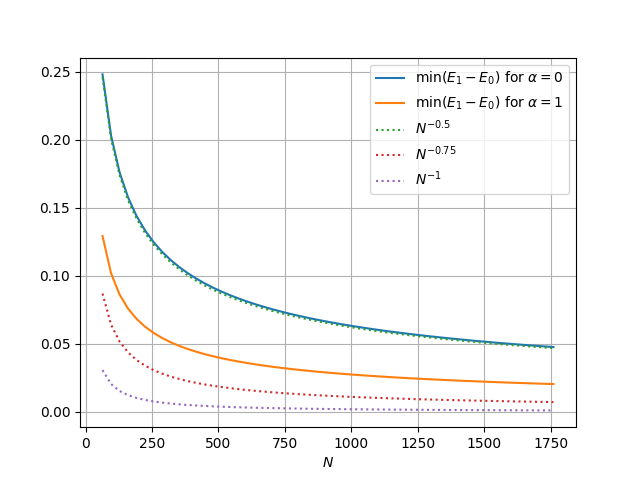 0.25
0.20
0.15
0.10
0.05
0.00
0
250
500
750
1000
1250
1500
1750
N
min(E₁ − E₀) for α = 0
min(E₁ − E₀) for α = 1
N⁻⁰·⁵
N⁻⁰·⁷⁵
N⁻¹